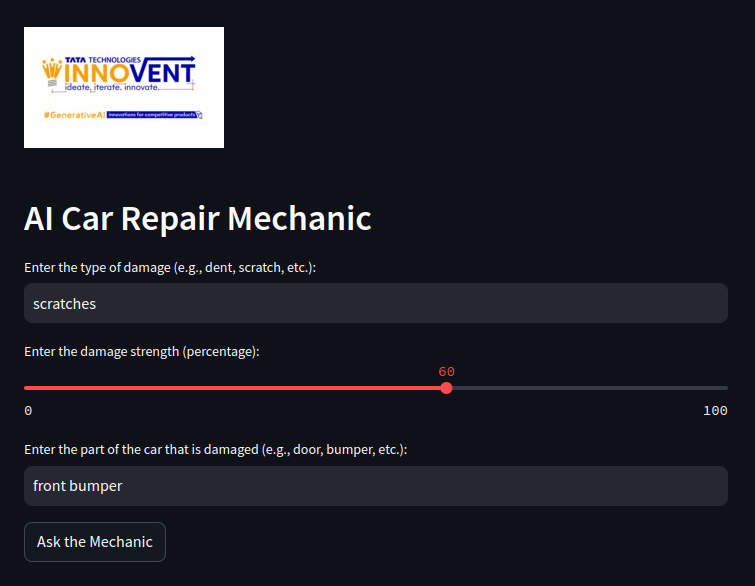 TATA TECHNOLOGIES
INNOVENT
ideate. iterate. innovate.
#GenerativeAI innovations for competitive products
AI Car Repair Mechanic
Enter the type of damage (e.g., dent, scratch, etc.):
scratches
Enter the damage strength (percentage):
60
0 100
Enter the part of the car that is damaged (e.g., door, bumper, etc.):
front bumper
Ask the Mechanic